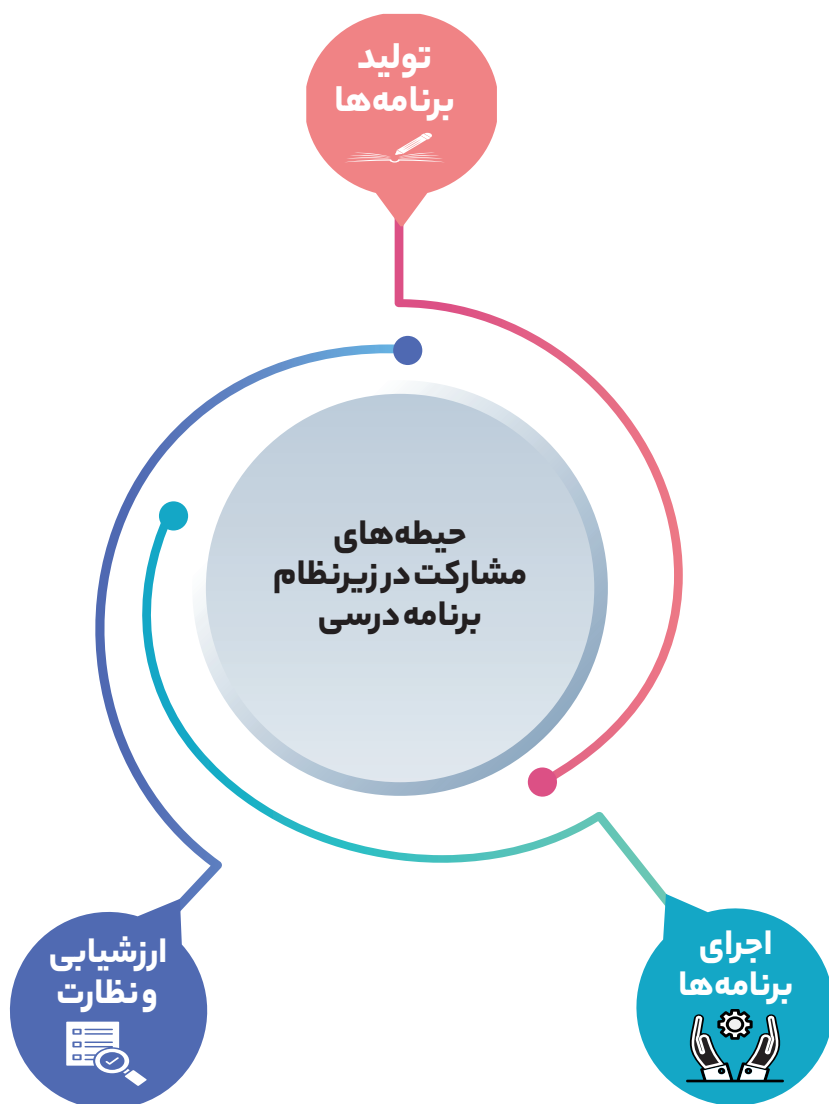 تولید
برنامه‌ها
حیطه‌های
مشارکت در زیرنظام
برنامه درسی
اجرای
برنامه‌ها
ارزشیابی
و نظارت